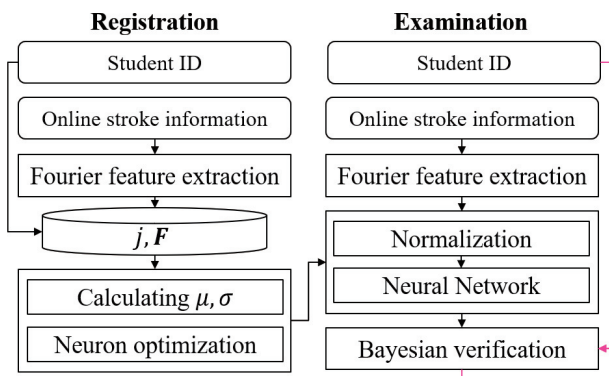 Registration
Student ID
Online stroke information
Fourier feature extraction
j, F
Calculating μ, σ
Neuron optimization
Examination
Student ID
Online stroke information
Fourier feature extraction
Normalization
Neural Network
Bayesian verification